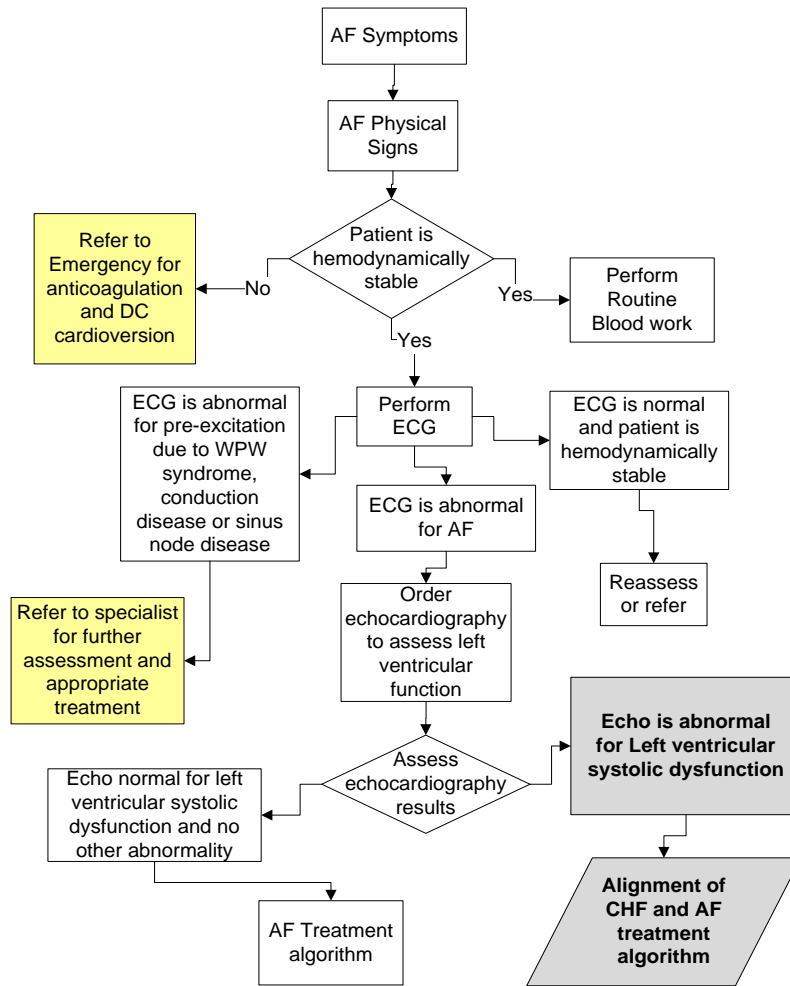 AF Symptoms
AF Physical
Signs
Patient is
hemodynamically
stable
Refer to
Emergency for
anticoagulation
and DC
cardioversion
No
Yes
Perform
Routine
Blood work
Yes
ECG is abnormal
for pre-excitation
due to WPW
syndrome,
conduction
disease or sinus
node disease
Perform
ECG
ECG is normal
and patient is
hemodynamically
stable
ECG is abnormal
for AF
Reassess
or refer
Order
echocardiography
to assess left
ventricular
function
Refer to specialist
for further
assessment and
appropriate
treatment
Assess
echocardiography
results
Echo is abnormal
for Left ventricular
systolic dysfunction
Echo normal for left
ventricular systolic
dysfunction and no
other abnormality
AF Treatment
algorithm
Alignment of
CHF and AF
treatment
algorithm